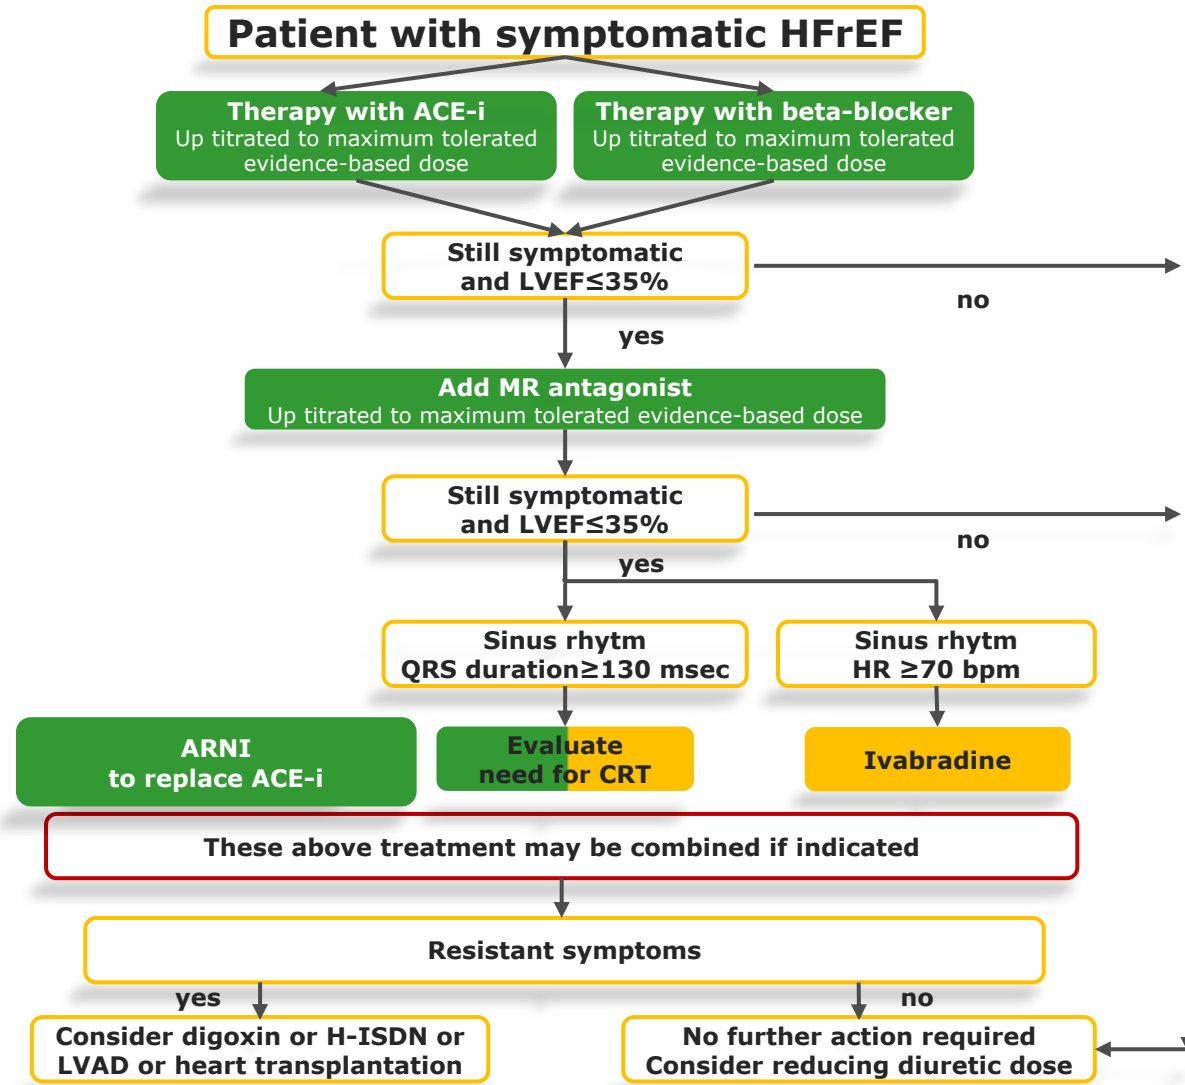 Patient with symptomatic HFrEF
Therapy with ACE-i
Up titrated to maximum tolerated
evidence-based dose
Therapy with beta-blocker
Up titrated to maximum tolerated
evidence-based dose
Still symptomatic
and LVEF≤35%
no
yes
Add MR antagonist
Up titrated to maximum tolerated evidence-based dose
Still symptomatic
and LVEF≤35%
no
yes
Sinus rhytm
QRS duration≥130 msec
Sinus rhytm
HR ≥70 bpm
ARNI
to replace ACE-i
Evaluate
need for CRT
Ivabradine
These above treatment may be combined if indicated
Resistant symptoms
yes
no
Consider digoxin or H-ISDN or
LVAD or heart transplantation
No further action required
Consider reducing diuretic dose